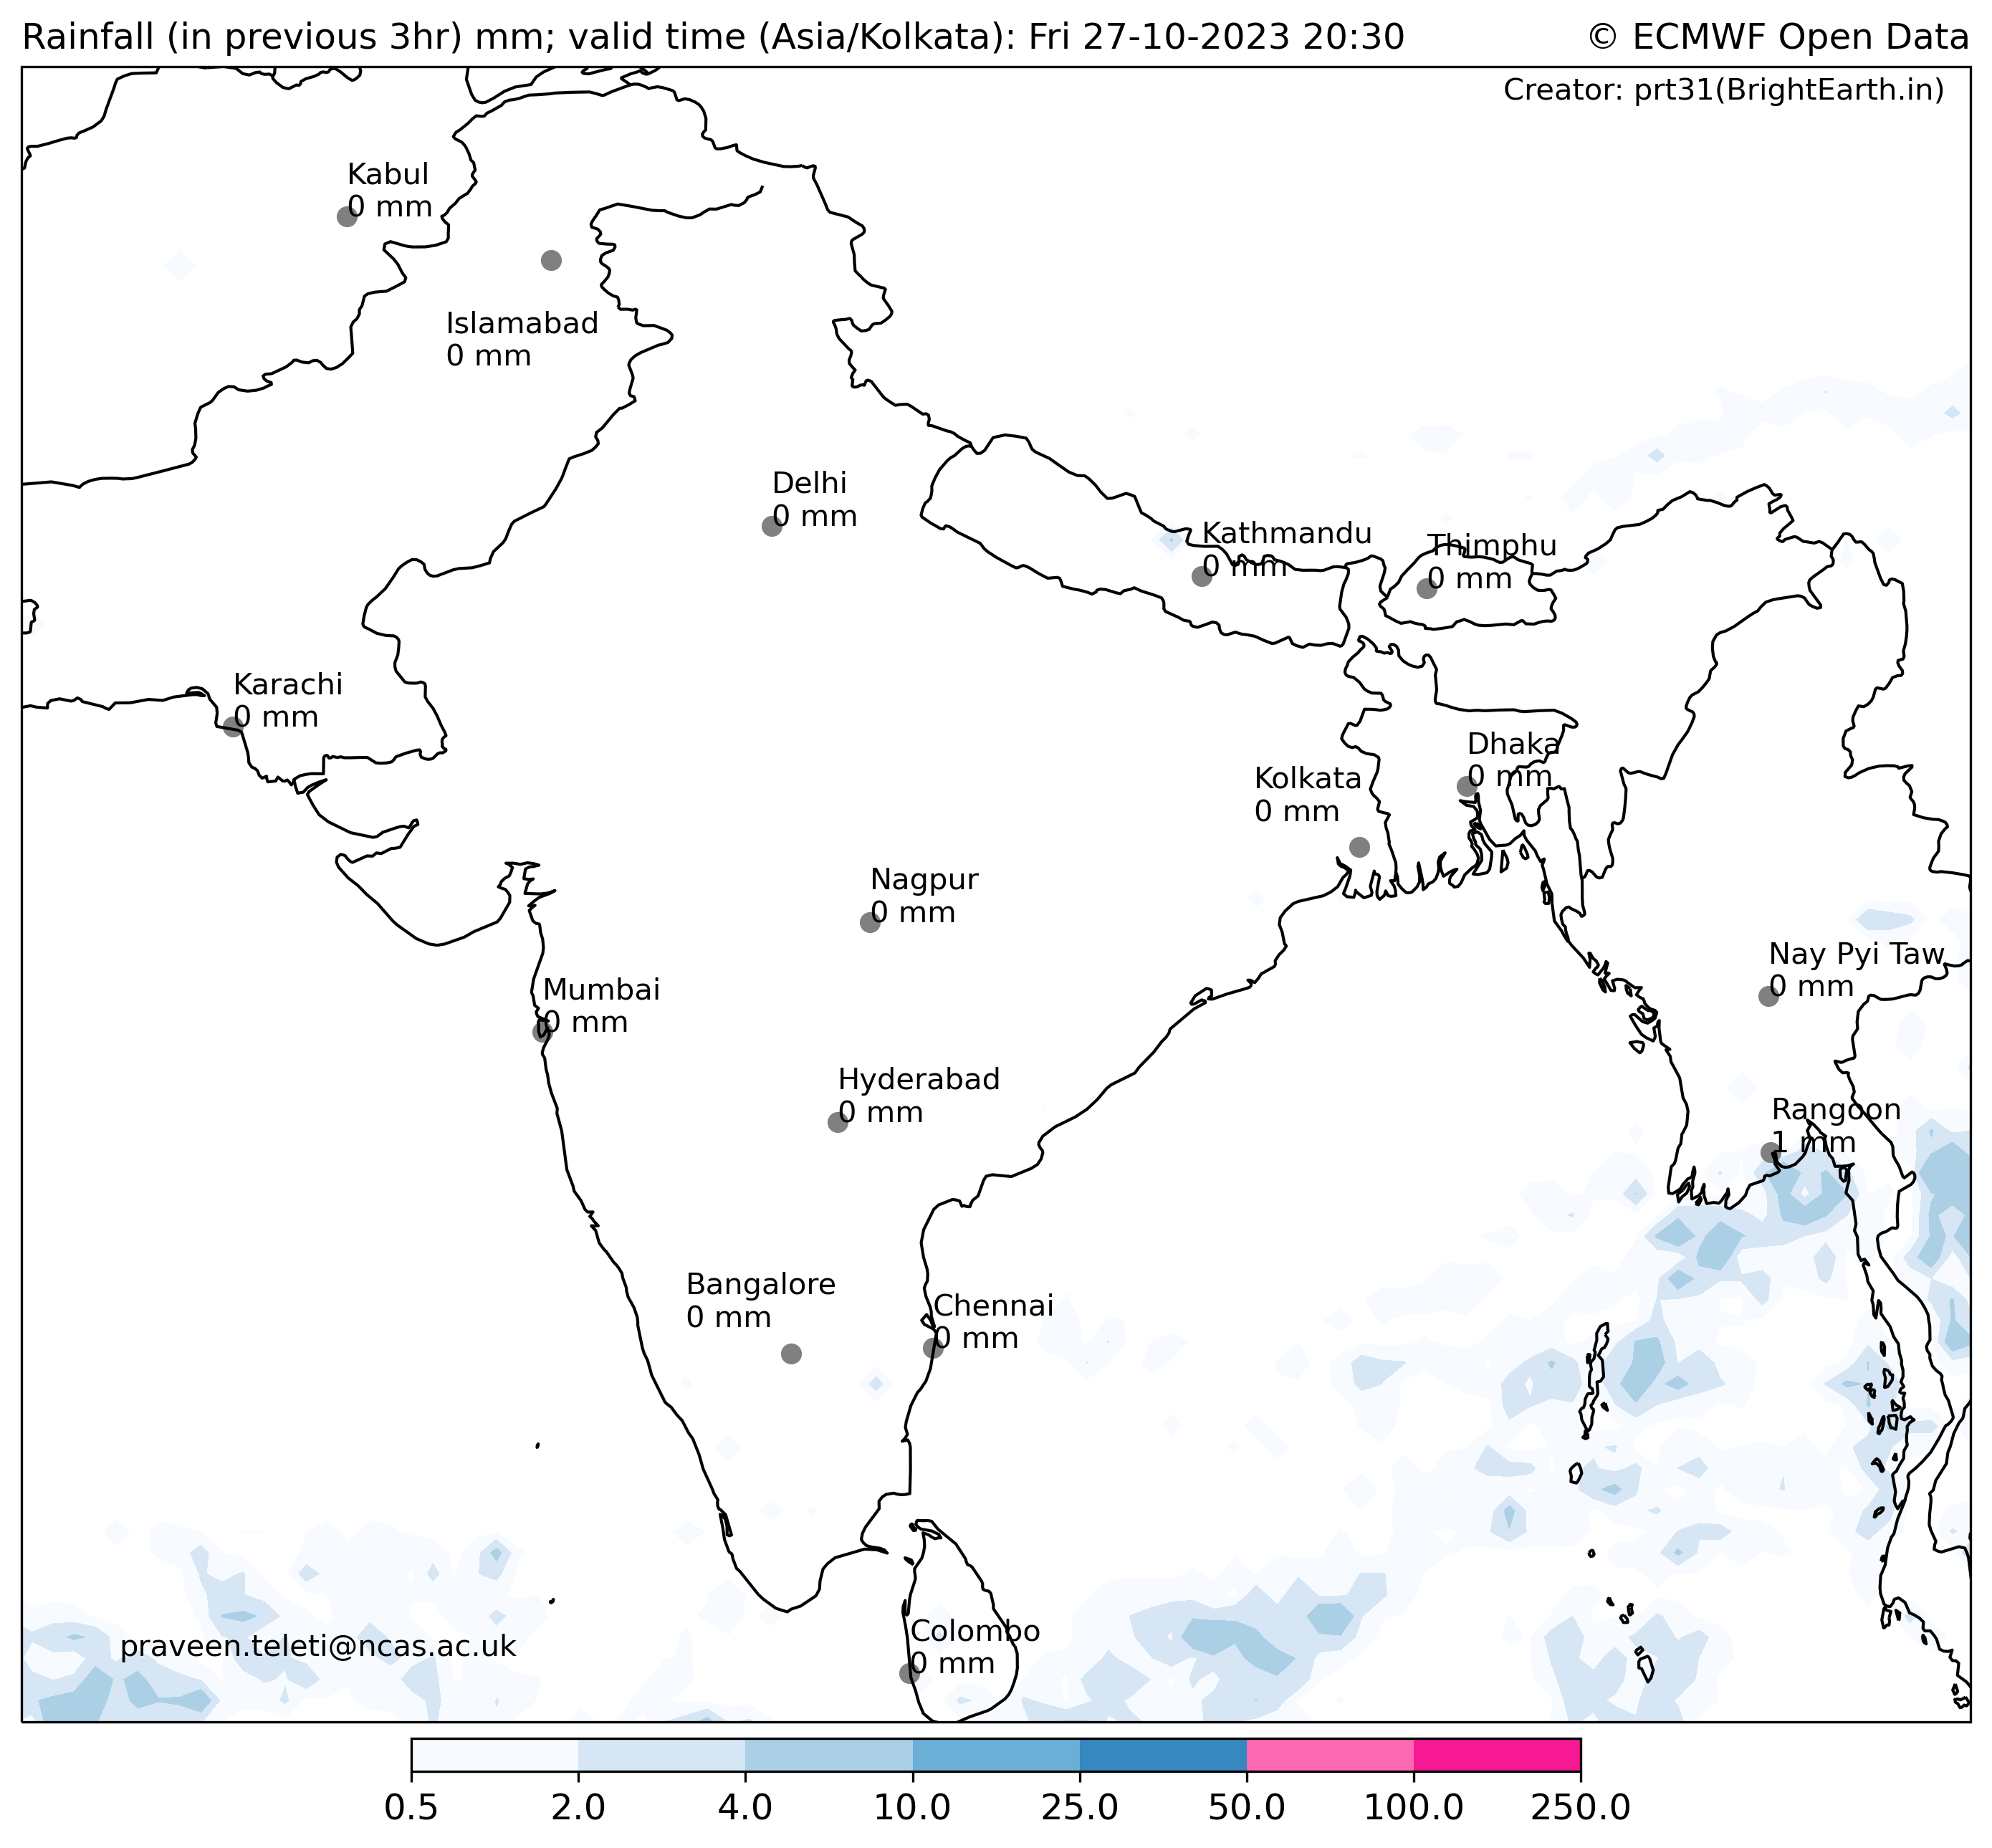 Rainfall (in previous 3hr) mm; valid time (Asia/Kolkata): Fri 27-10-2023 20:30
© ECMWF Open Data
Creator: prt31(BrightEarth.in)
Kabul
0 mm
Islamabad
0 mm
Delhi
0 mm
Kathmandu
0 mm
Thimphu
0 mm
Karachi
0 mm
Dhaka
0 mm
Kolkata
0 mm
Nagpur
0 mm
Nay Pyi Taw
0 mm
Mumbai
0 mm
Hyderabad
0 mm
Rangoon
1 mm
Bangalore
0 mm
Chennai
0 mm
Colombo
0 mm
praveen.teleti@ncas.ac.uk
0.5 2.0 4.0 10.0 25.0 50.0 100.0 250.0